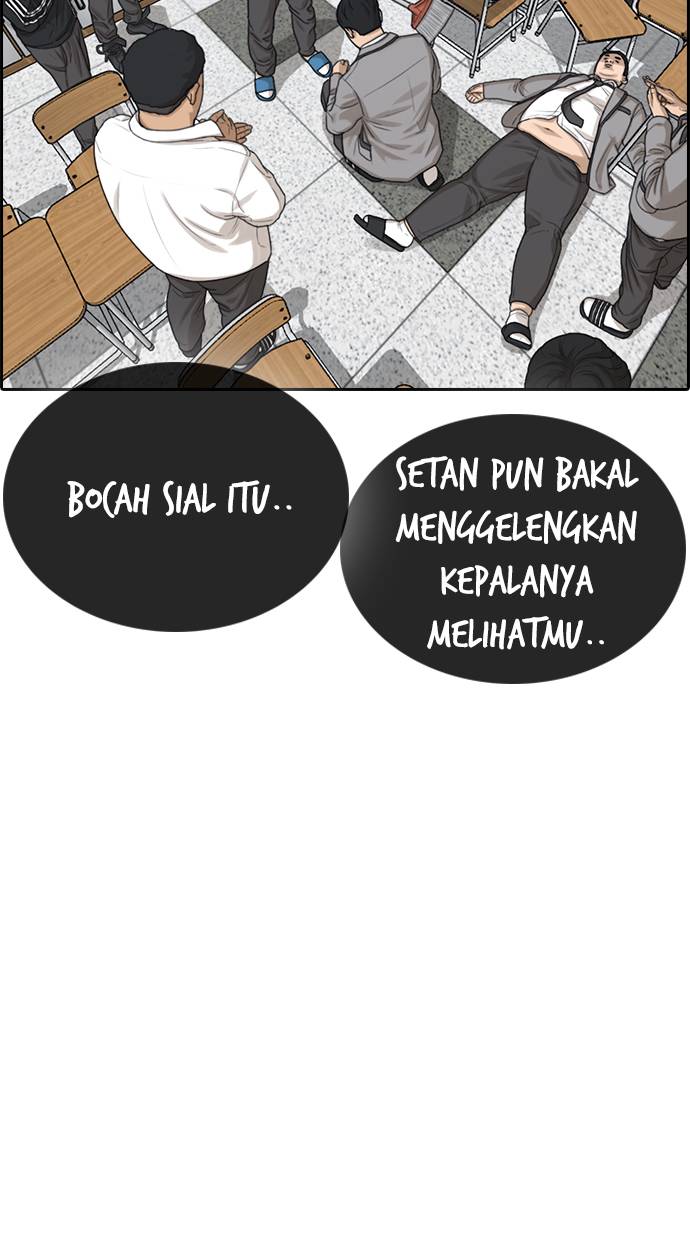 BOCAH SIAL ITU..
SETAN PUN BAKAL
MENGGELENGKAN
KEPALANYA
MELIHATMU..